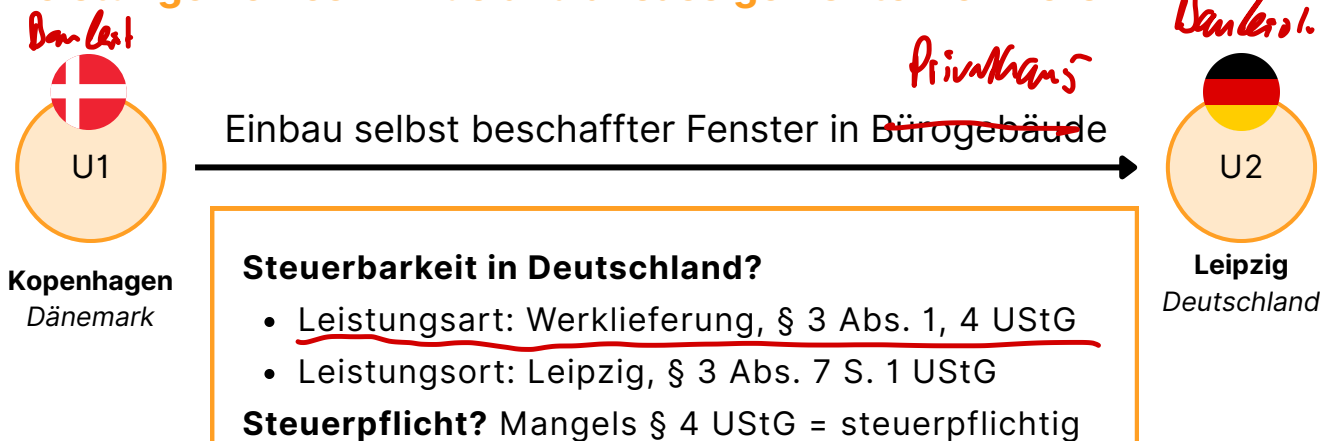 Bauleist
Bauleist.
Privathaus
Einbau selbst beschaffter Fenster in Bürogebäude
U1
U2
Kopenhagen
Dänemark
Leipzig
Deutschland
Steuerbarkeit in Deutschland?
• Leistungsart: Werklieferung, § 3 Abs. 1, 4 UStG
• Leistungsort: Leipzig, § 3 Abs. 7 S. 1 UStG
Steuerpflicht? Mangels § 4 UStG = steuerpflichtig